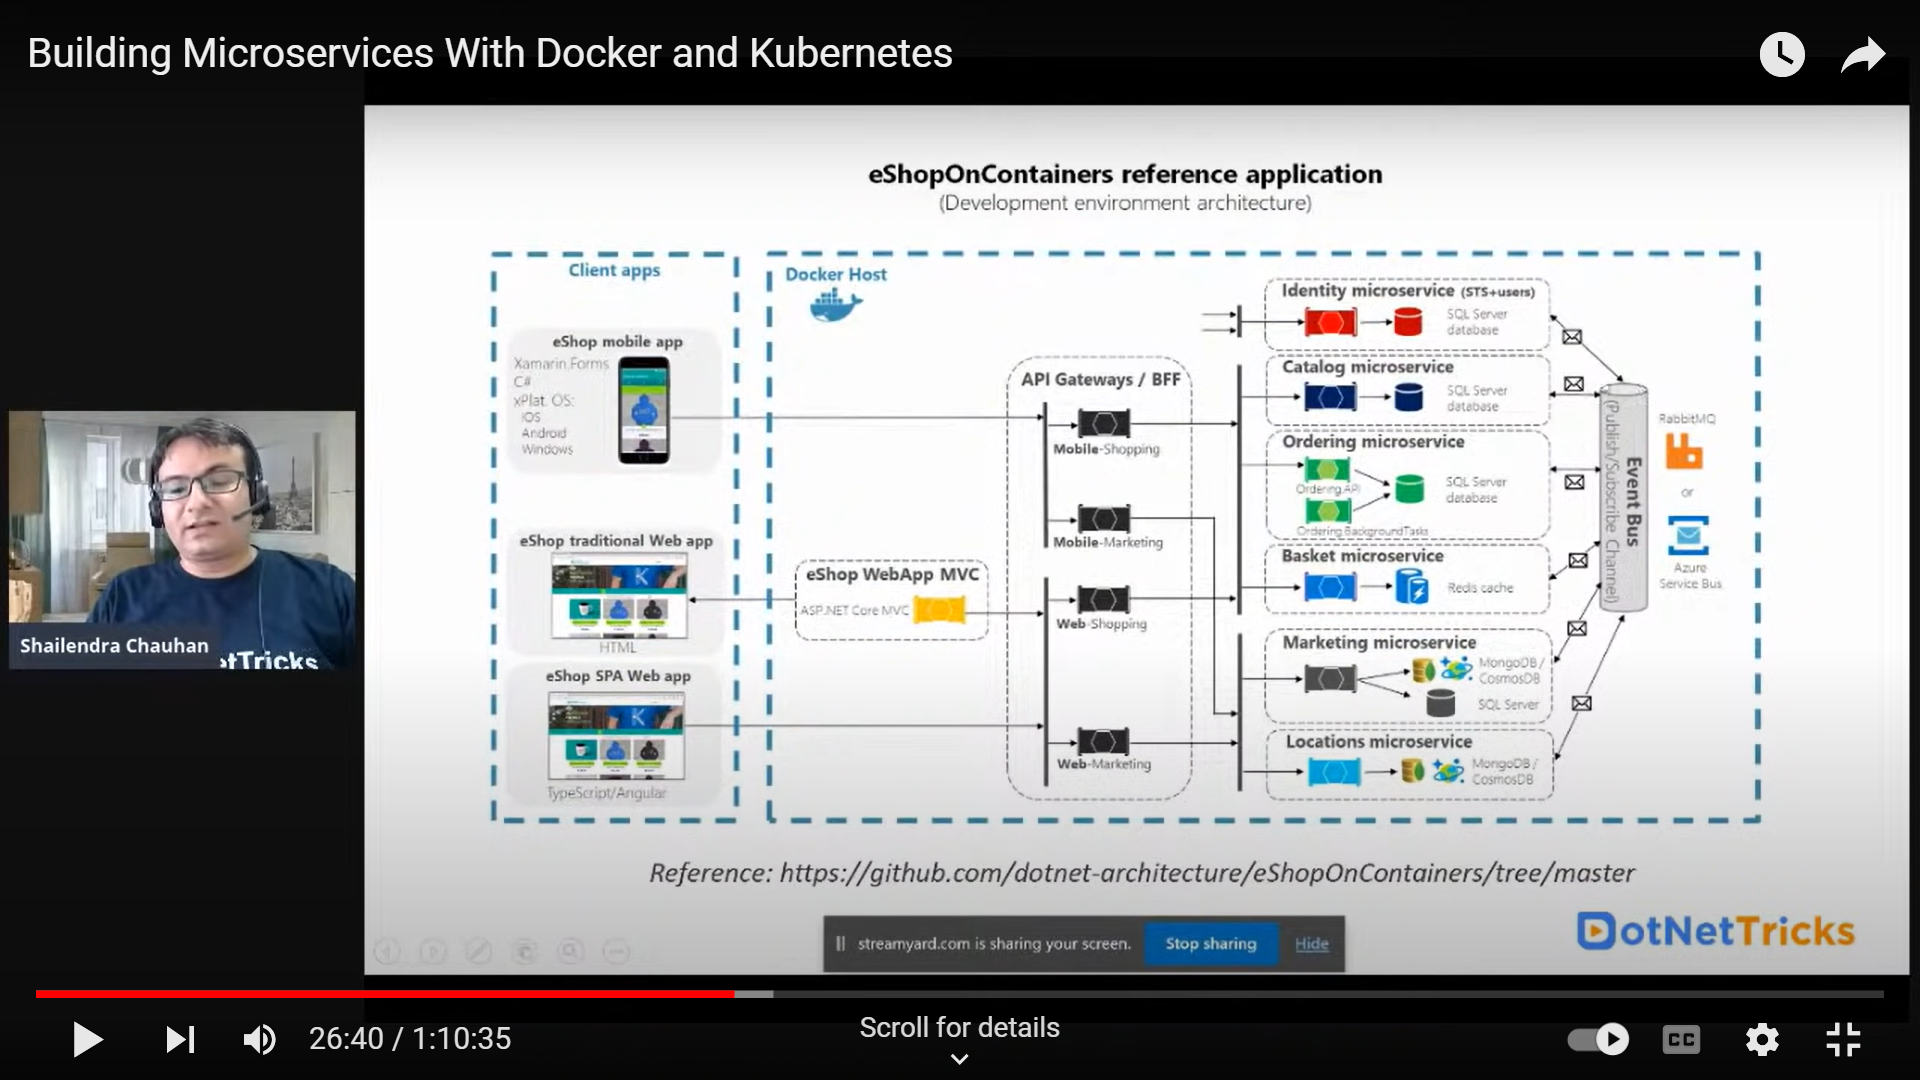 Building Microservices With Docker and Kubernetes
eShopOnContainers reference application
(Development environment architecture)
Client apps
eShop mobile app
Xamarin.Forms
C#
xPlat. OS:
iOS
Android
Windows
eShop traditional Web app
HTML
eShop SPA Web app
TypeScript/Angular
Docker Host
eShop WebApp MVC
ASP.NET Core MVC
API Gateways / BFF
Mobile-Shopping
Mobile-Marketing
Web-Shopping
Web-Marketing
Identity microservice (STS+users)
SQL Server
database
Catalog microservice
SQL Server
database
Ordering microservice
Ordering.API
SQL Server
database
Ordering.BackgroundTasks
Basket microservice
Redis cache
Marketing microservice
MongoDB /
CosmosDB
SQL Server
Locations microservice
MongoDB /
CosmosDB
Event Bus
(Publish/Subscribe Channel)
RabbitMQ
or
Azure
Service Bus
Shailendra Chauhan
tTricks
Reference: https://github.com/dotnet-architecture/eShopOnContainers/tree/master
streamyard.com is sharing your screen.
Stop sharing
Hide
DotNetTricks
26:40 / 1:10:35
Scroll for details
CC